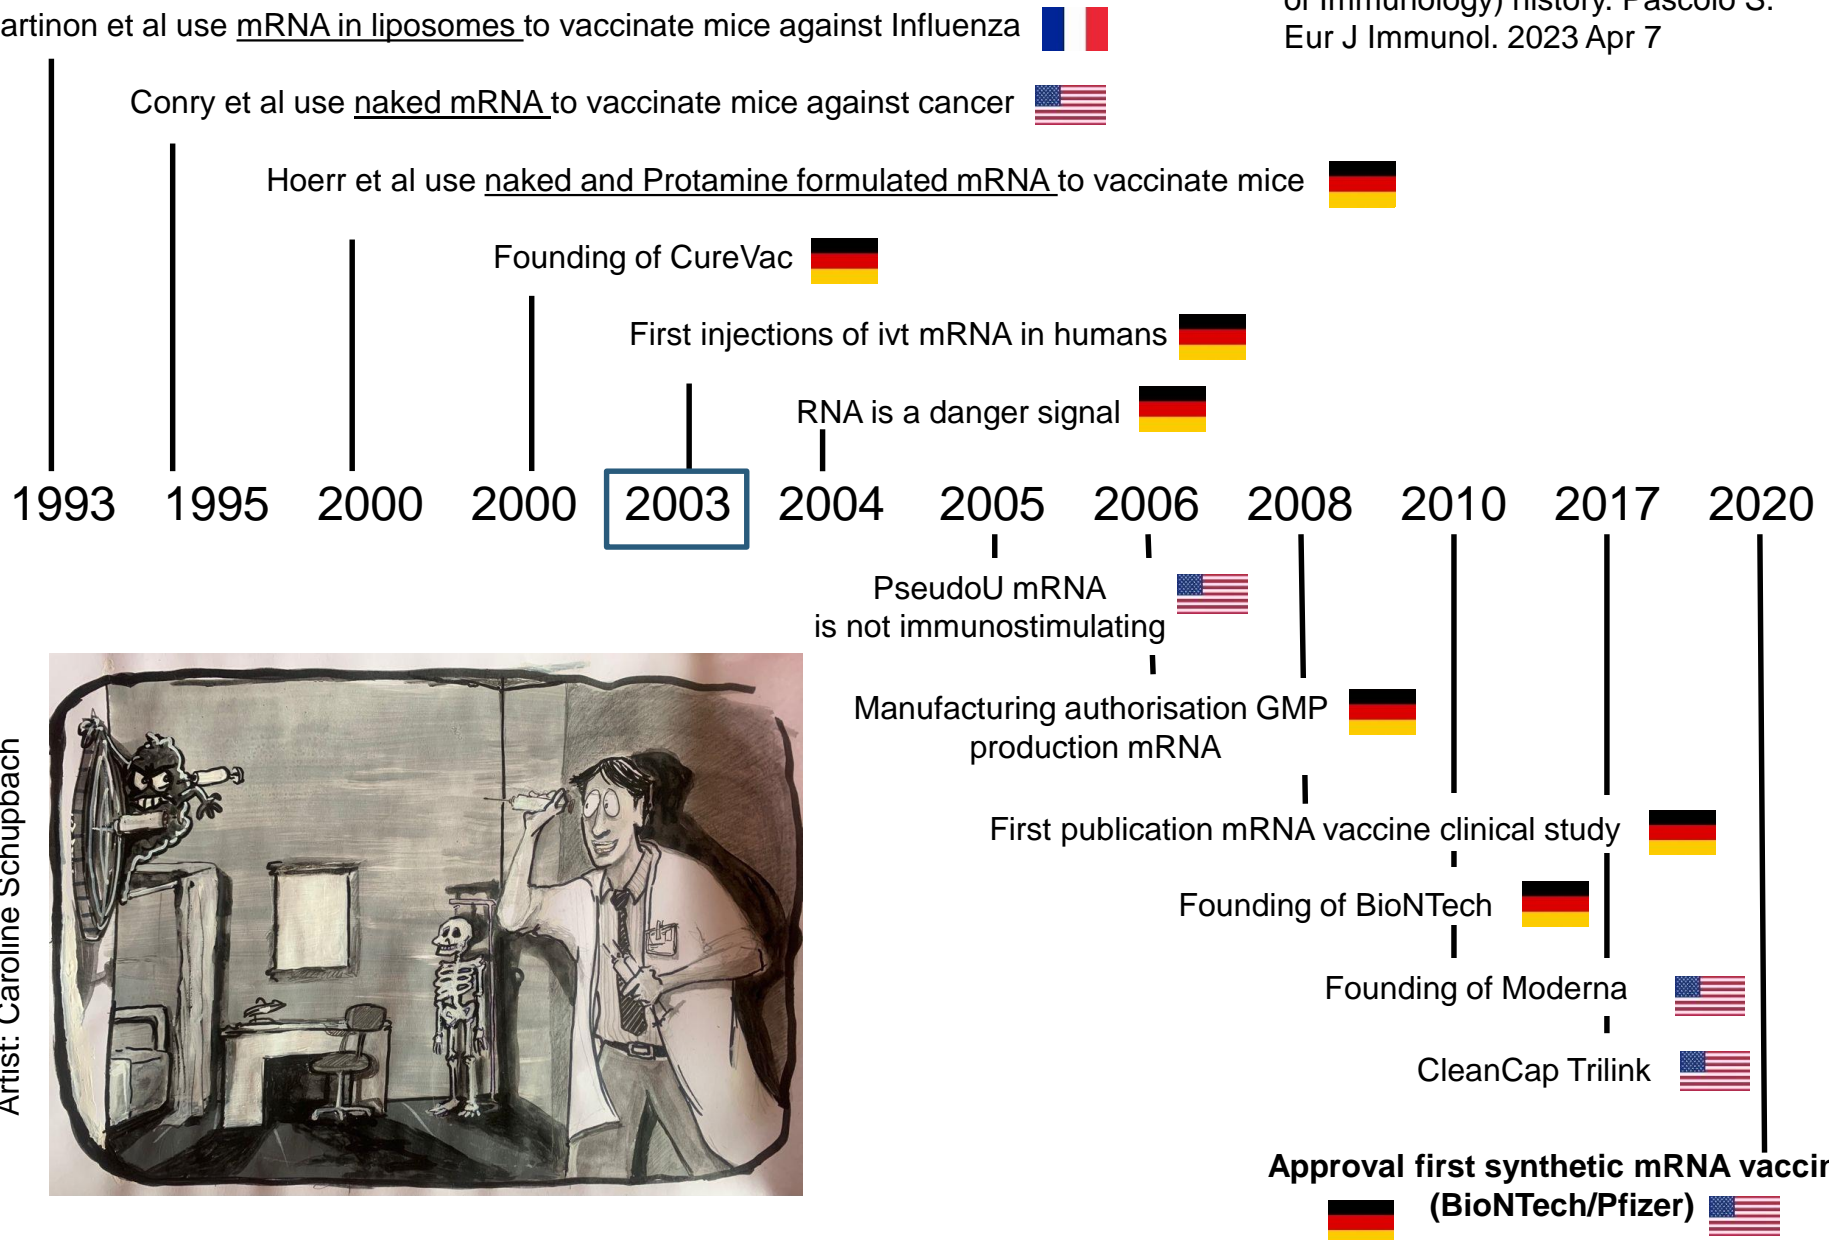 artinon et al use mRNA in liposomes to vaccinate mice against Influenza
of Immunology) history. Pascolo S.
Eur J Immunol. 2023 Apr 7
Conry et al use naked mRNA to vaccinate mice against cancer
Hoerr et al use naked and Protamine formulated mRNA to vaccinate mice
Founding of CureVac
First injections of ivt mRNA in humans
RNA is a danger signal
1993 1995 2000 2000 2003 2004 2005 2006 2008 2010 2017 2020
PseudoU mRNA
is not immunostimulating
Manufacturing authorisation GMP
production mRNA
First publication mRNA vaccine clinical study
Founding of BioNTech
Founding of Moderna
CleanCap Trilink
Approval first synthetic mRNA vaccin
(BioNTech/Pfizer)
Artist: Caroline Schupbach